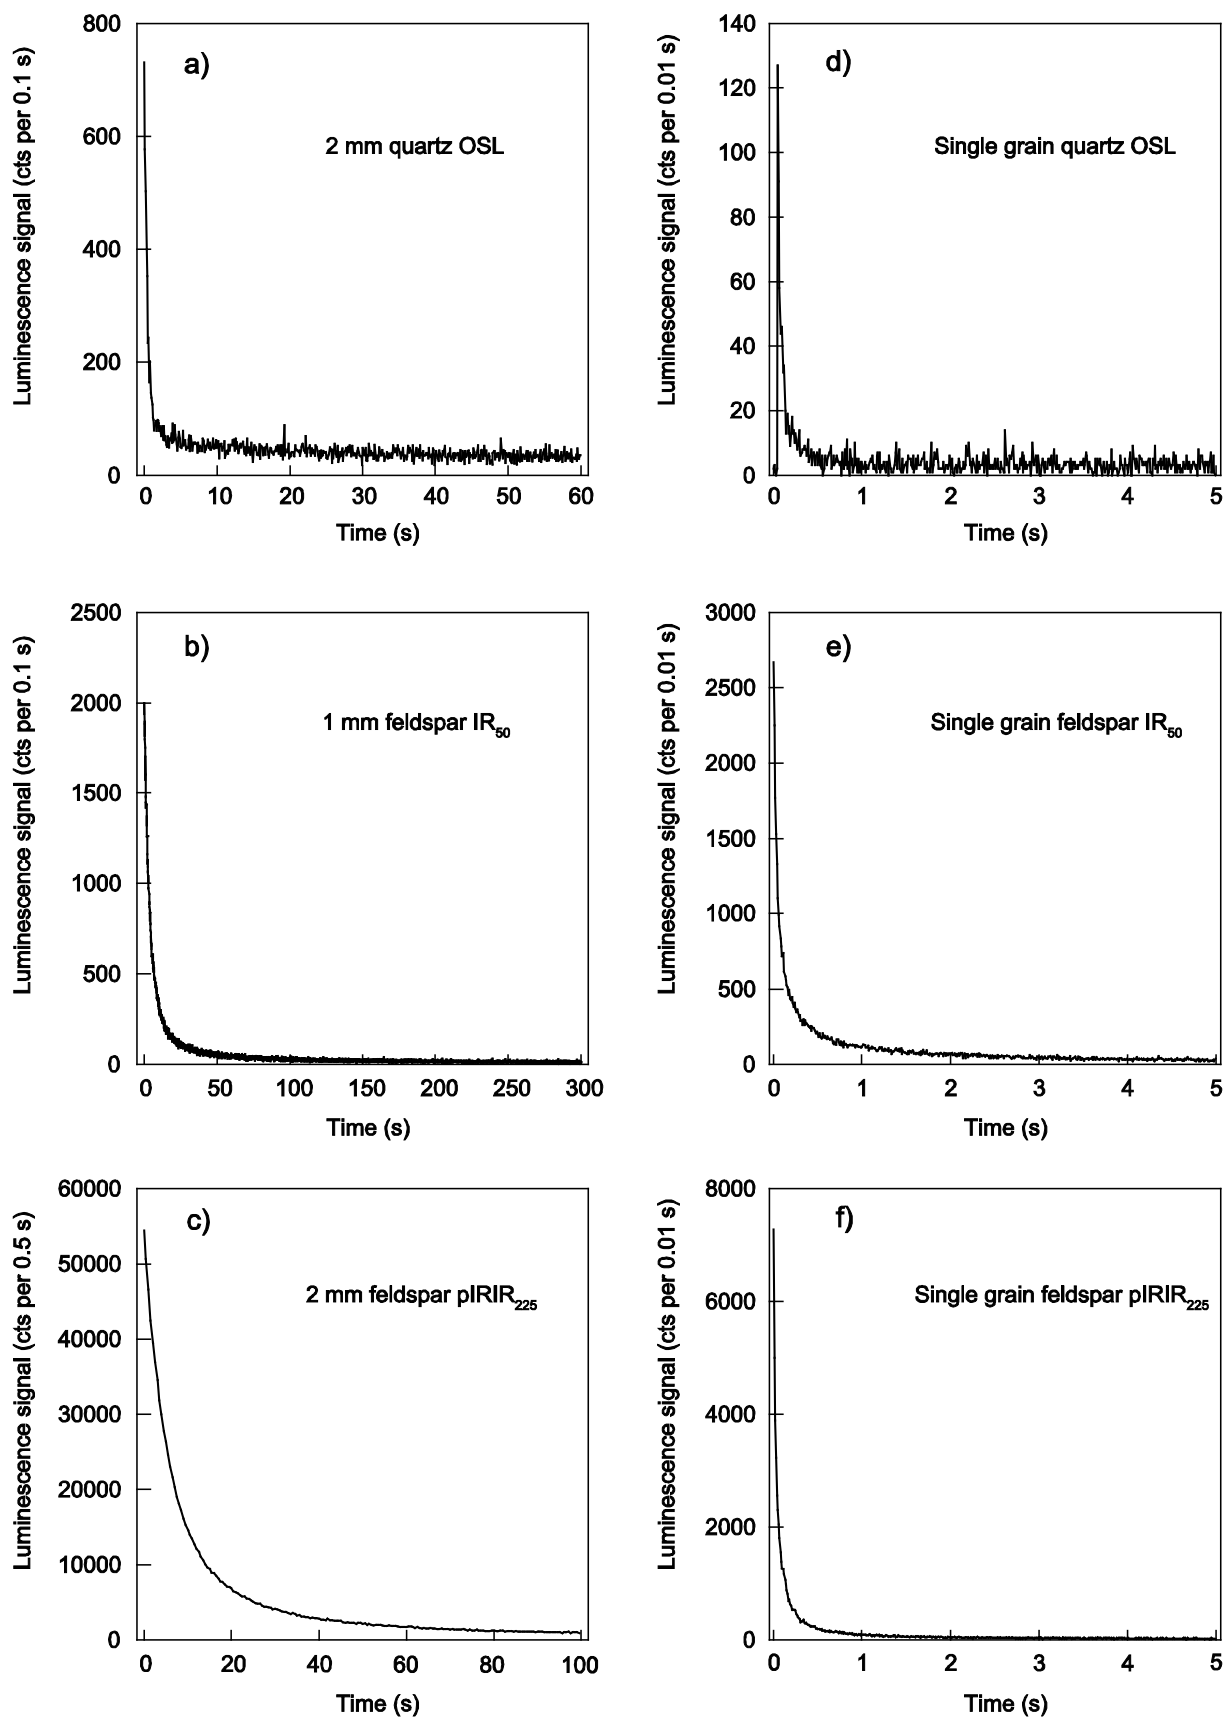 a)
2 mm quartz OSL
Luminescence signal (cts per 0.1 s)
800
600
400
200
0
0 10 20 30 40 50 60
Time (s)
d)
Single grain quartz OSL
Luminescence signal (cts per 0.01 s)
140
120
100
80
60
40
20
0
0 1 2 3 4 5
Time (s)
b)
1 mm feldspar IR50
Luminescence signal (cts per 0.1 s)
2500
2000
1500
1000
500
0
0 50 100 150 200 250 300
Time (s)
e)
Single grain feldspar IR50
Luminescence signal (cts per 0.01 s)
3000
2500
2000
1500
1000
500
0
0 1 2 3 4 5
Time (s)
c)
2 mm feldspar pIRIR225
Luminescence signal (cts per 0.5 s)
60000
50000
40000
30000
20000
10000
0
0 20 40 60 80 100
Time (s)
f)
Single grain feldspar pIRIR225
Luminescence signal (cts per 0.01 s)
8000
6000
4000
2000
0
0 1 2 3 4 5
Time (s)